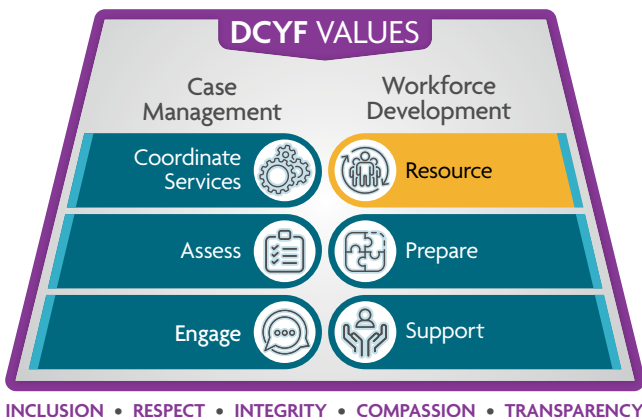 DCYF VALUES
Case
Management
Workforce
Development
Coordinate
Services
Resource
Assess
Prepare
Engage
Support
INCLUSION • RESPECT • INTEGRITY • COMPASSION • TRANSPARENCY